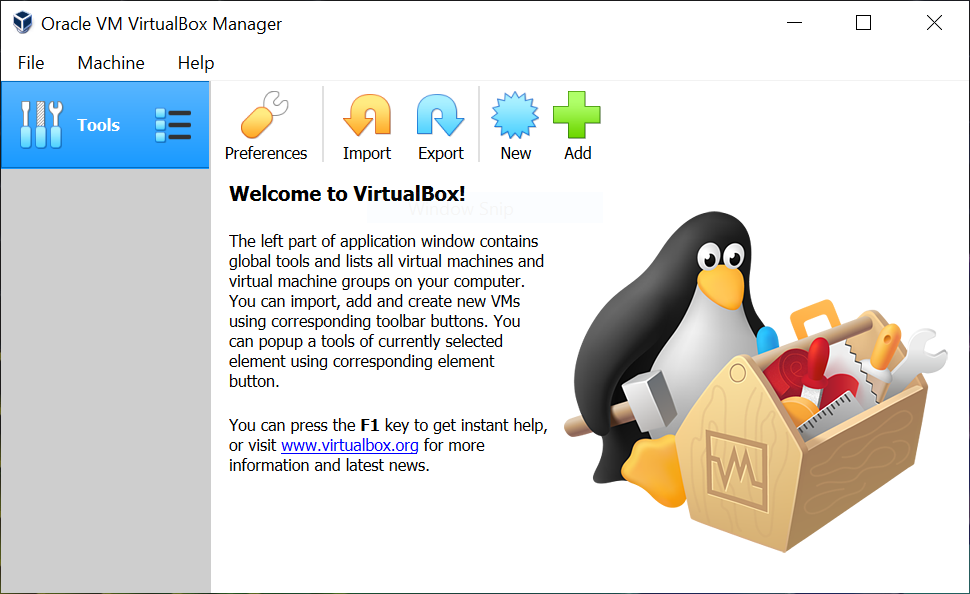 Oracle VM VirtualBox Manager
File Machine Help
Tools
Preferences Import Export New Add
Welcome to VirtualBox!
Window Snip
The left part of application window contains
global tools and lists all virtual machines and
virtual machine groups on your computer.
You can import, add and create new VMs
using corresponding toolbar buttons. You
can popup a tools of currently selected
element using corresponding element
button.
You can press the F1 key to get instant help,
or visit www.virtualbox.org for more
information and latest news.